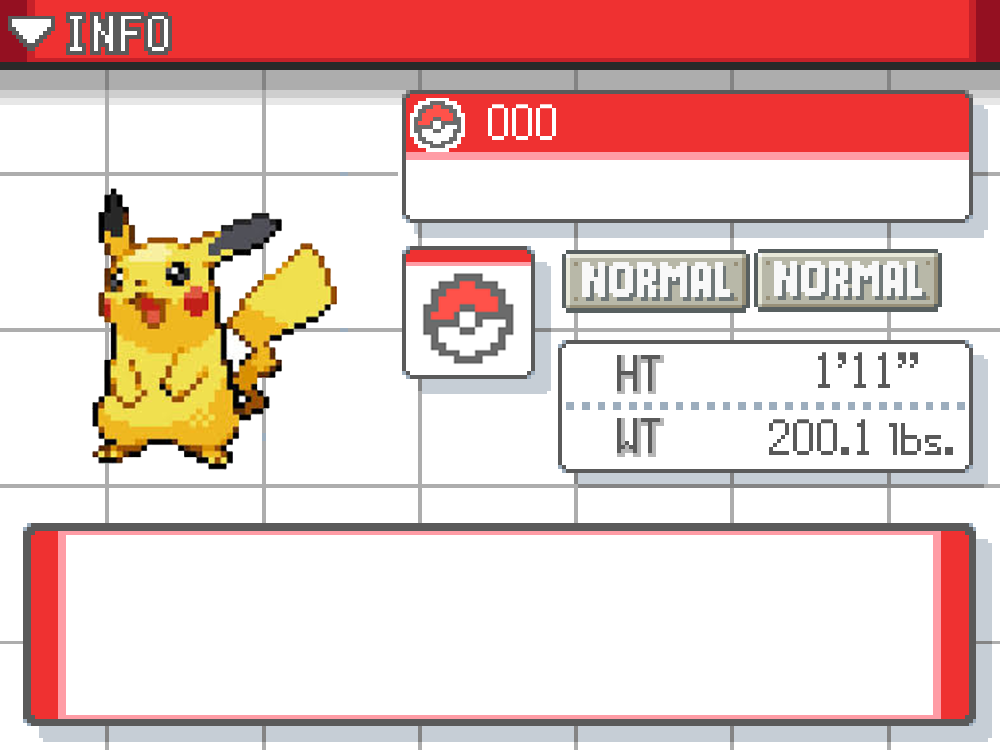 INFO
000
NORMAL NORMAL
HT 1’11”
WT 200.1 lbs.